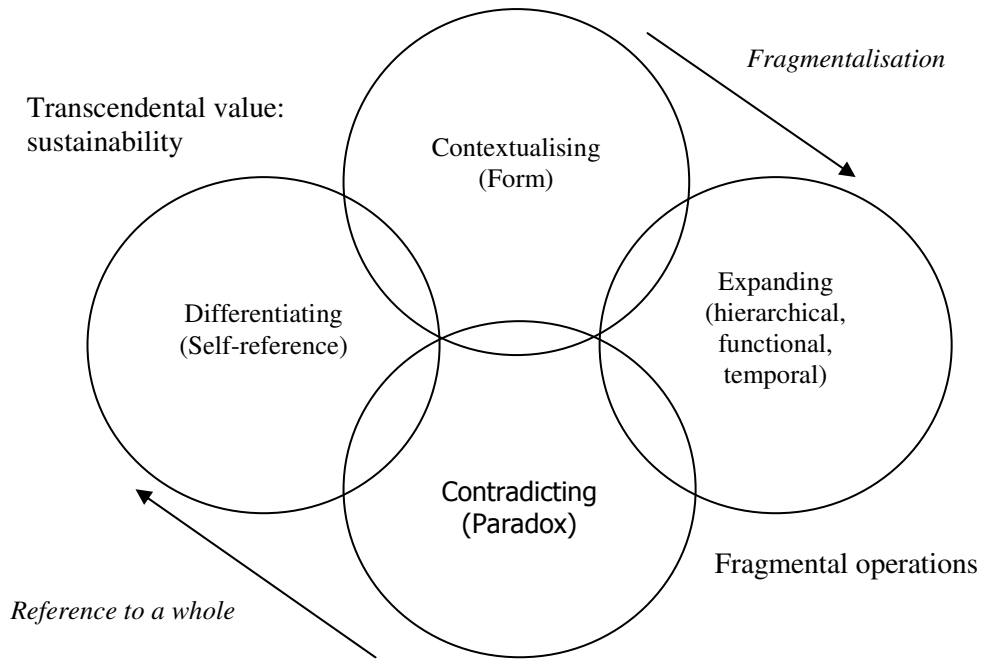 Fragmentalisation
Transcendental value:
sustainability
Contextualising
(Form)
Differentiating
(Self-reference)
Expanding
(hierarchical,
functional,
temporal)
Contradicting
(Paradox)
Fragmental operations
Reference to a whole